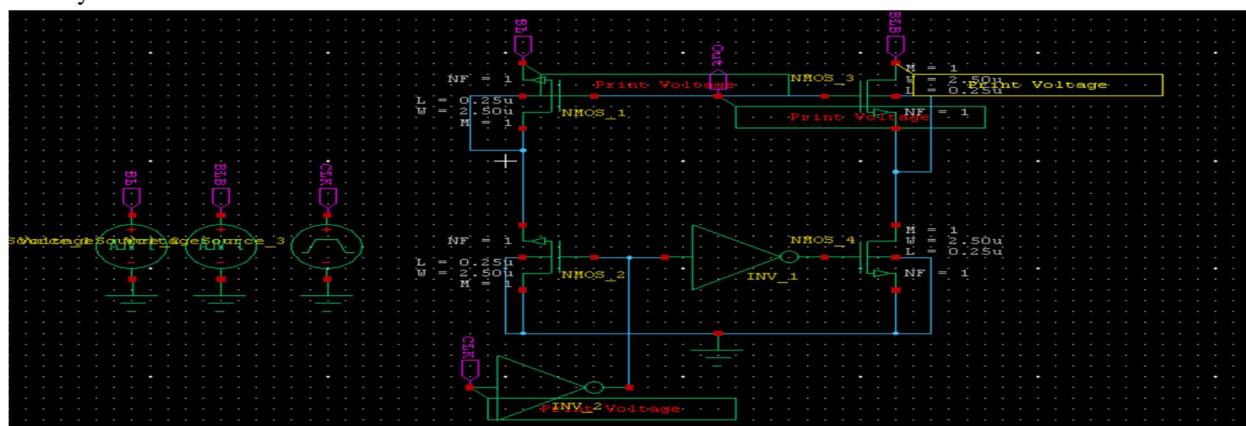 BL
Out
BLB
NF = 1
Print Voltage
NMOS_3
M = 1
W = 2.50u
L = 0.25u
Print Voltage
L = 0.25u
W = 2.50u
M = 1
NMOS_1
Print Voltage
NF = 1
BL
BLB
CLK
NF = 1
NMOS_4
M = 1
W = 2.50u
L = 0.25u
L = 0.25u
W = 2.50u
M = 1
NMOS_2
INV_1
NF = 1
CLK
INV_2
Print Voltage